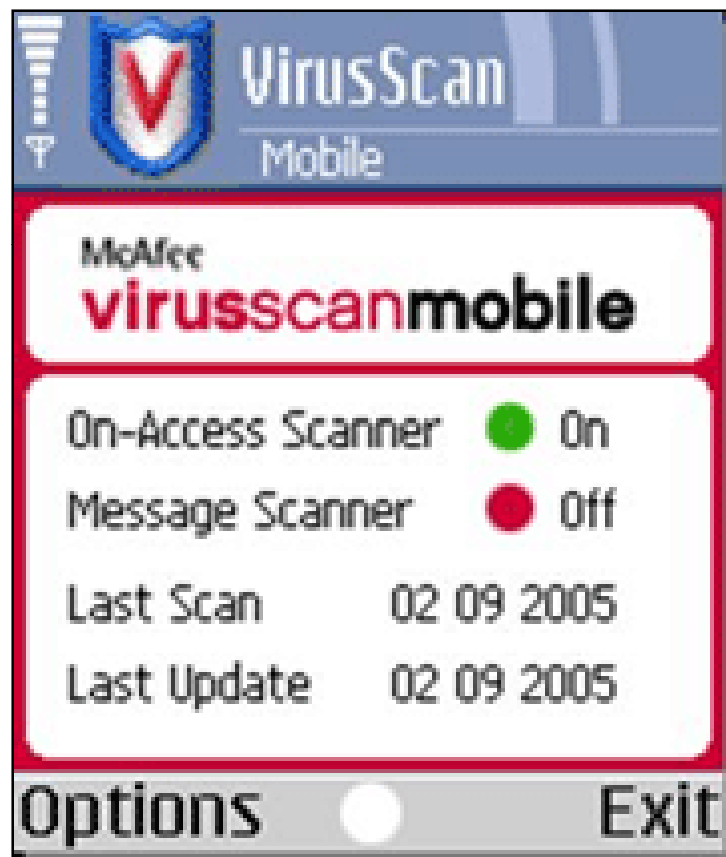 V
VirusScan
Mobile
McAfee
virusscanmobile
On-Access Scanner On
Message Scanner Off
Last Scan 02 09 2005
Last Update 02 09 2005
Options Exit